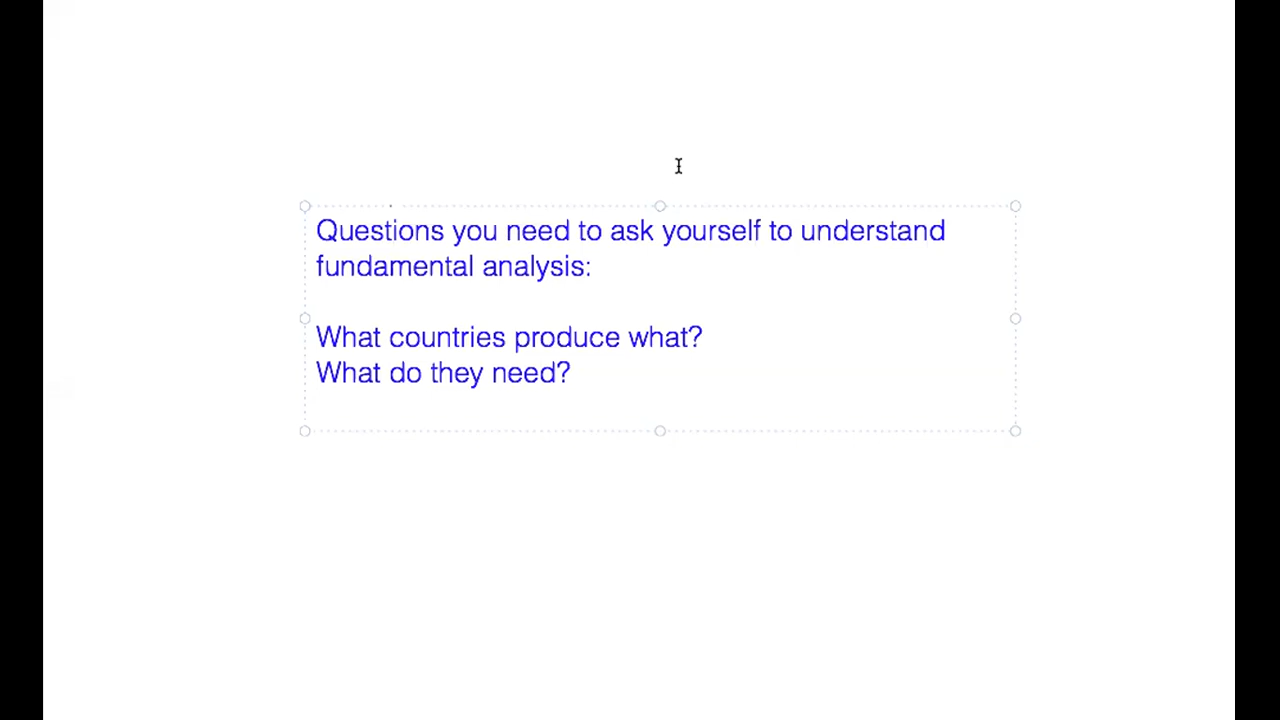 Questions you need to ask yourself to understand
fundamental analysis:
What countries produce what?
What do they need?